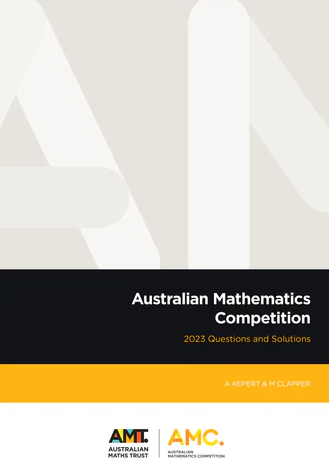 Australian Mathematics
Competition
2023 Questions and Solutions
A KEPERT & M CLAPPER
AMT.
AUSTRALIAN
MATHS TRUST
AMC.
AUSTRALIAN
MATHEMATICS COMPETITION